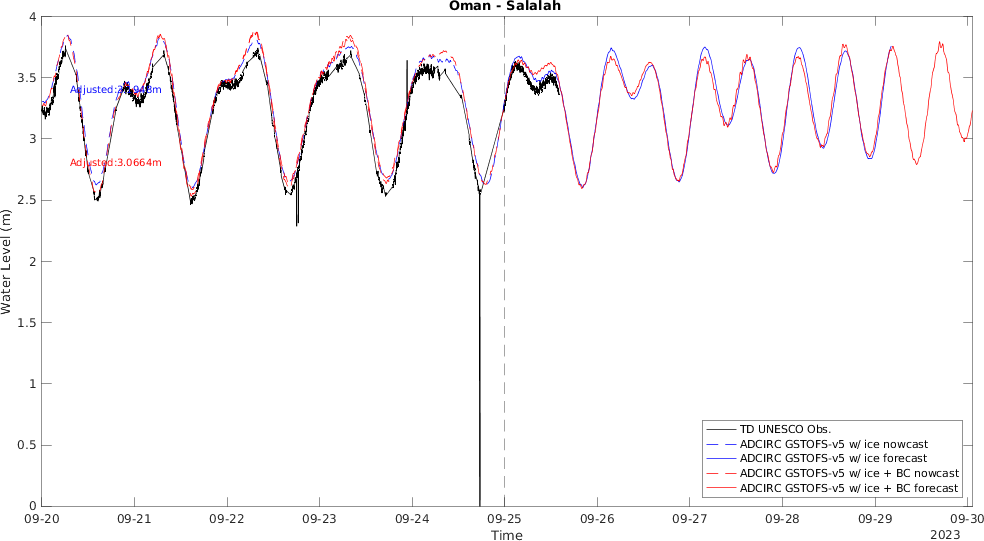 Oman - Salalah
4
3.5
3
2.5
2
1.5
1
0.5
0
Water Level (m)
Adjusted:3.0664m
09-20
09-21
09-22
09-23
09-24
09-25
09-26
09-27
09-28
09-29
09-30
Time
2023
TD UNESCO Obs.
ADCIRC GSTOFS-v5 w/ ice nowcast
ADCIRC GSTOFS-v5 w/ ice forecast
ADCIRC GSTOFS-v5 w/ ice + BC nowcast
ADCIRC GSTOFS-v5 w/ ice + BC forecast